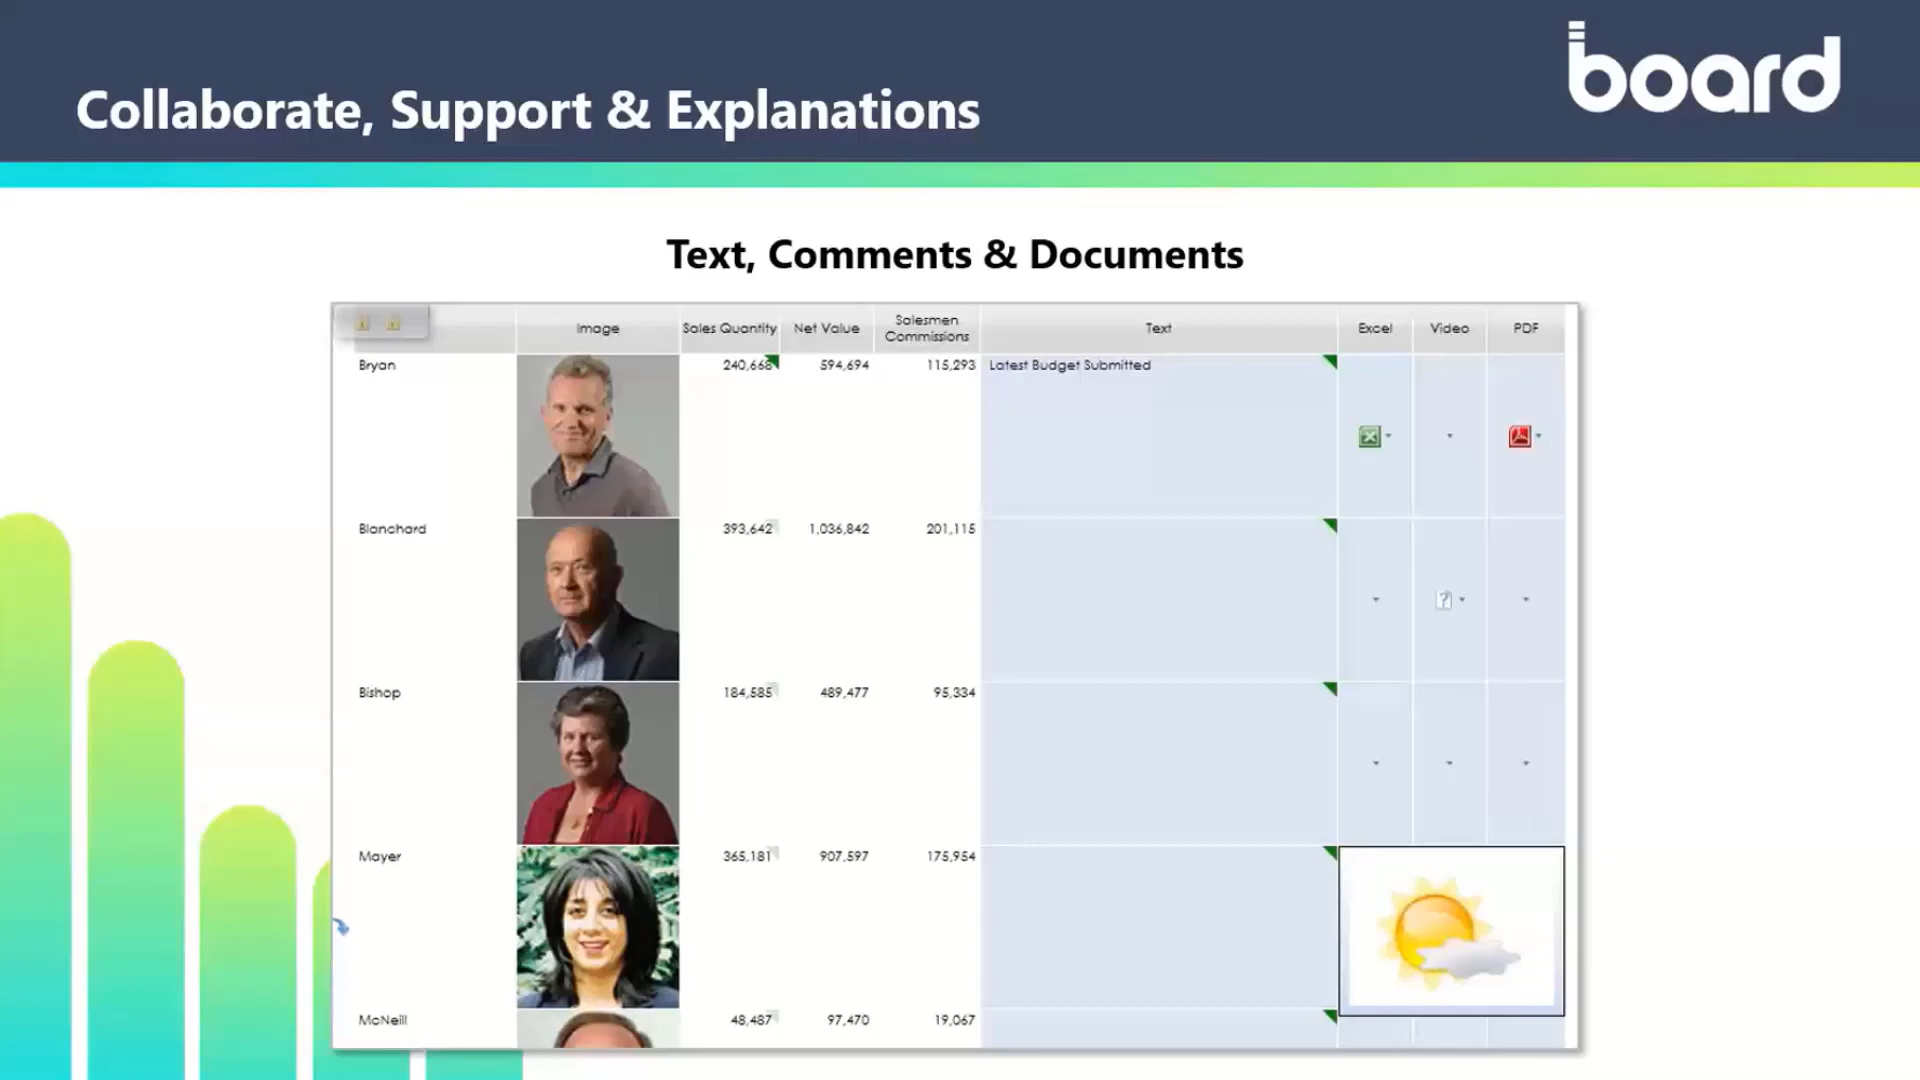 board
Collaborate, Support & Explanations
Text, Comments & Documents
Image Sales Quantity Net Value Salesmen Commissions Text Excel Video PDF
Bryan 240,668 594,694 115,293 Latest Budget Submitted
Blanchard 393,642 1,036,842 201,115
Bishop 184,585 489,477 95,334
Mayer 365,181 907,597 175,954
McNeill 48,487 97,470 19,067